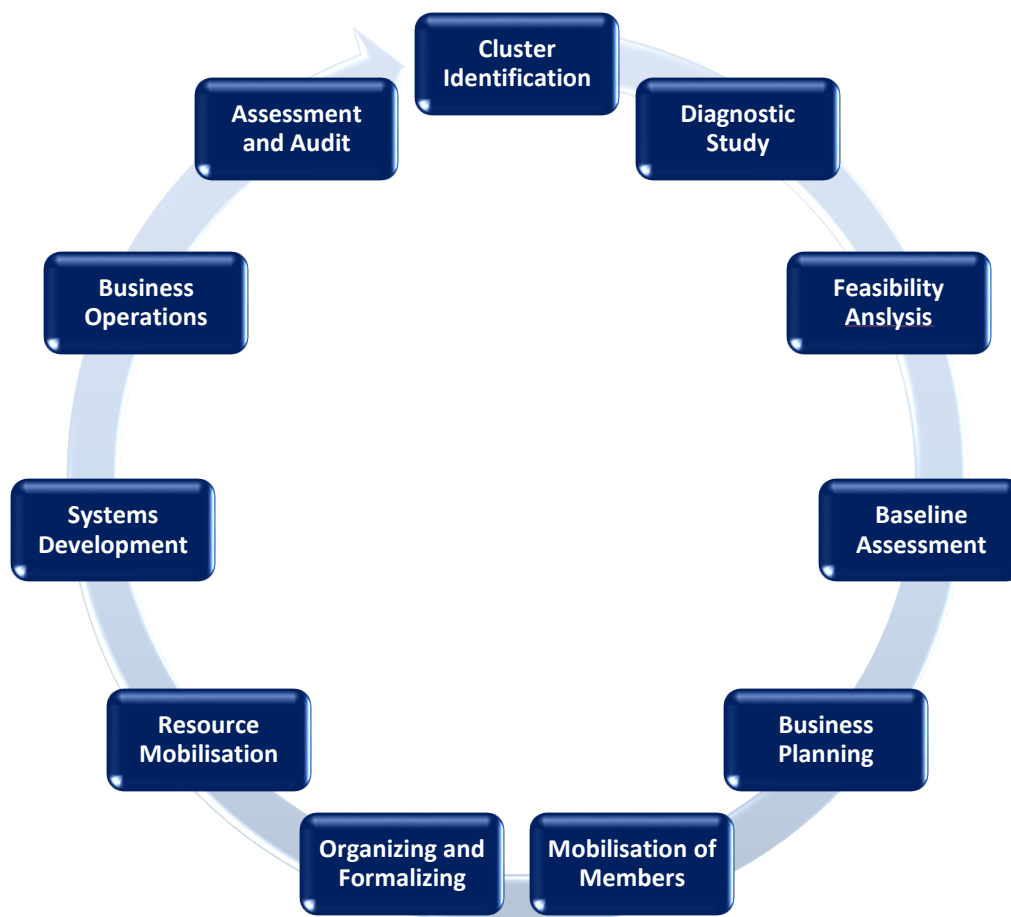 Cluster
Identification
Diagnostic
Study
Feasibility
Anslysis
Baseline
Assessment
Business
Planning
Mobilisation of
Members
Organizing and
Formalizing
Resource
Mobilisation
Systems
Development
Business
Operations
Assessment
and Audit